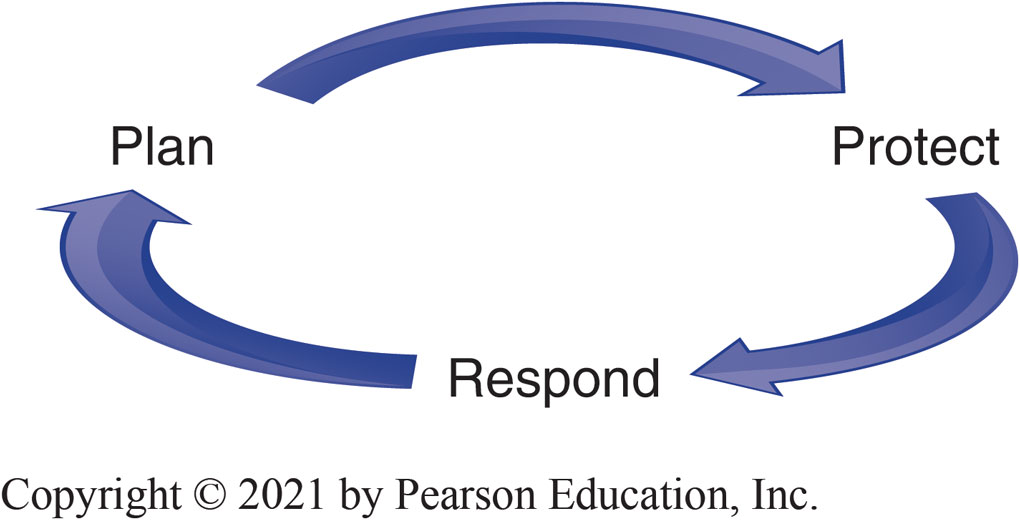 Plan
Protect
Respond
Copyright © 2021 by Pearson Education, Inc.